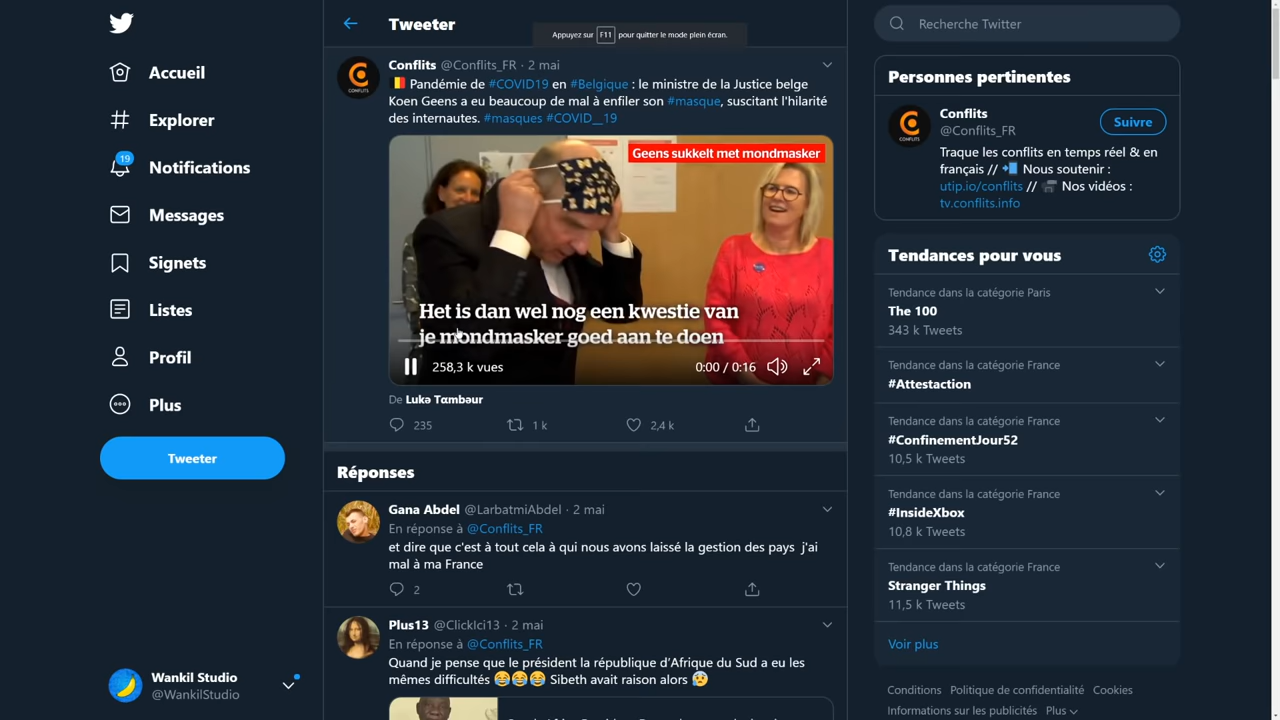 Accueil
Explorer
19
Notifications
Messages
Signets
Listes
Profil
Plus
Tweeter
Wankil Studio
@WankilStudio
Tweeter
Appuyez sur F11 pour quitter le mode plein écran.
CONFLITS
Conflits @Conflits_FR · 2 mai
Pandémie de #COVID19 en #Belgique : le ministre de la Justice belge
Koen Geens a eu beaucoup de mal à enfiler son #masque, suscitant l'hilarité
des internautes. #masques #COVID__19
Geens sukkelt met mondmasker
Het is dan wel nog een kwestie van
je mondmasker goed aan te doen
258,3 k vues
0:00 / 0:16
De Lukə Tαmbəur
235
1 k
2,4 k
Réponses
Gana Abdel @LarbatmiAbdel · 2 mai
En réponse à @Conflits_FR
et dire que c'est à tout cela à qui nous avons laissé la gestion des pays j'ai
mal à ma France
2
Plus13 @ClickIci13 · 2 mai
En réponse à @Conflits_FR
Quand je pense que le président la république d'Afrique du Sud a eu les
mêmes difficultés 😂😂😂 Sibeth avait raison alors 😰
Recherche Twitter
Personnes pertinentes
CONFLITS
Conflits
@Conflits_FR
Suivre
Traque les conflits en temps réel & en
français // 📲 Nous soutenir :
utip.io/conflits // Nos vidéos :
tv.conflits.info
Tendances pour vous
Tendance dans la catégorie Paris
The 100
343 k Tweets
Tendance dans la catégorie France
#Attestaction
Tendance dans la catégorie France
#ConfinementJour52
10,5 k Tweets
Tendance dans la catégorie France
#InsideXbox
10,8 k Tweets
Tendance dans la catégorie France
Stranger Things
11,5 k Tweets
Voir plus
Conditions Politique de confidentialité Cookies
Informations sur les publicités Plus